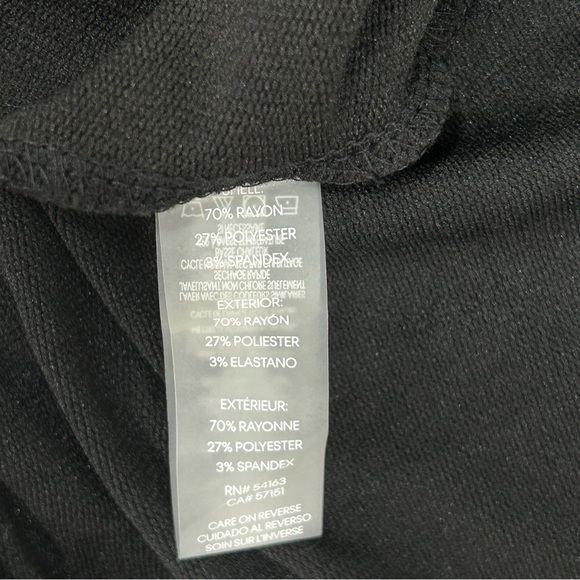 SHELL:
70% RAYON
27% POLYESTER
3% SPANDEX
EXTERIOR:
70% RAYÓN
27% POLIESTER
3% ELASTANO
EXTÉRIEUR:
70% RAYONNE
27% POLYESTER
3% SPANDEX
RN# 54163
CA# 57151
CARE ON REVERSE
CUIDADO AL REVERSO
SOIN SUR L'INVERSE